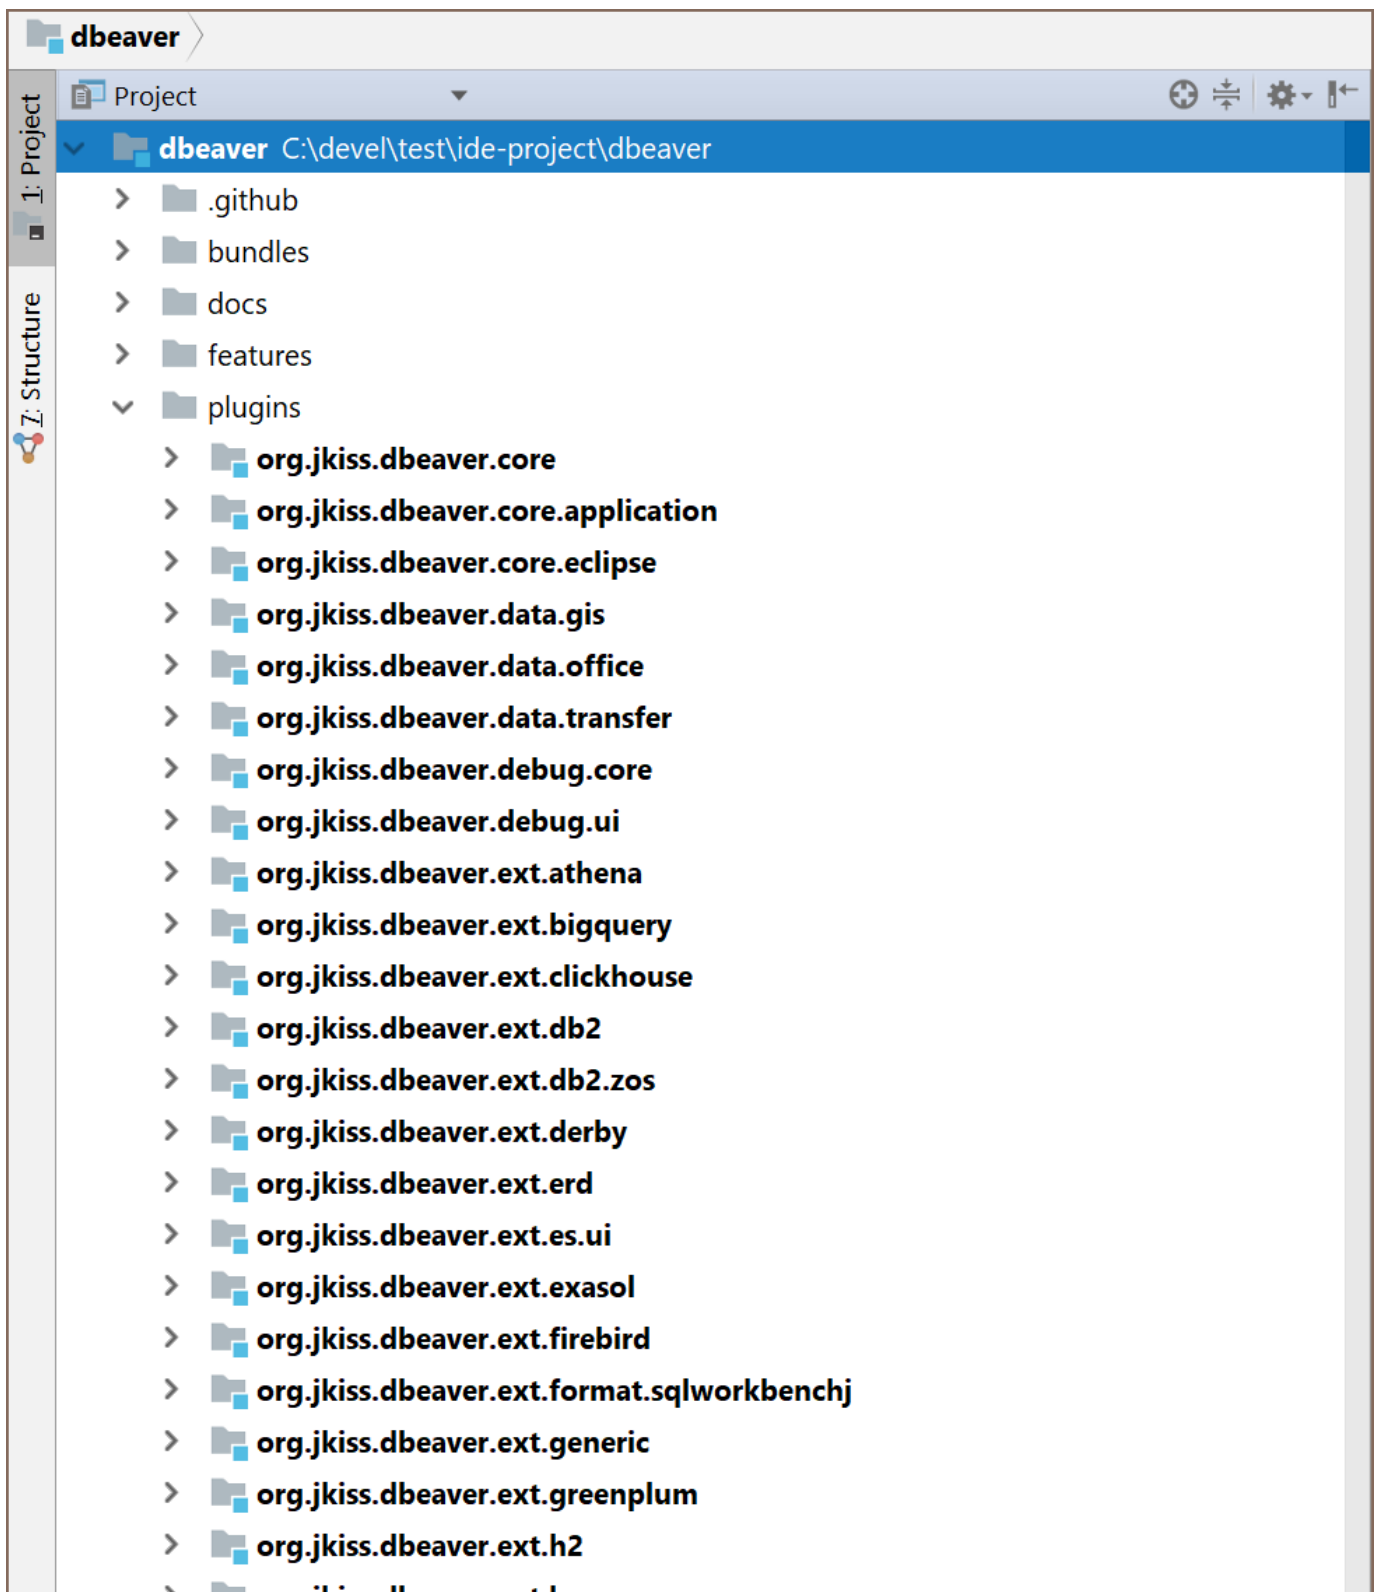 dbeaver
Project
1: Project
7: Structure
dbeaver C:\devel\test\ide-project\dbeaver
.github
bundles
docs
features
plugins
org.jkiss.dbeaver.core
org.jkiss.dbeaver.core.application
org.jkiss.dbeaver.core.eclipse
org.jkiss.dbeaver.data.gis
org.jkiss.dbeaver.data.office
org.jkiss.dbeaver.data.transfer
org.jkiss.dbeaver.debug.core
org.jkiss.dbeaver.debug.ui
org.jkiss.dbeaver.ext.athena
org.jkiss.dbeaver.ext.bigquery
org.jkiss.dbeaver.ext.clickhouse
org.jkiss.dbeaver.ext.db2
org.jkiss.dbeaver.ext.db2.zos
org.jkiss.dbeaver.ext.derby
org.jkiss.dbeaver.ext.erd
org.jkiss.dbeaver.ext.es.ui
org.jkiss.dbeaver.ext.exasol
org.jkiss.dbeaver.ext.firebird
org.jkiss.dbeaver.ext.format.sqlworkbenchj
org.jkiss.dbeaver.ext.generic
org.jkiss.dbeaver.ext.greenplum
org.jkiss.dbeaver.ext.h2